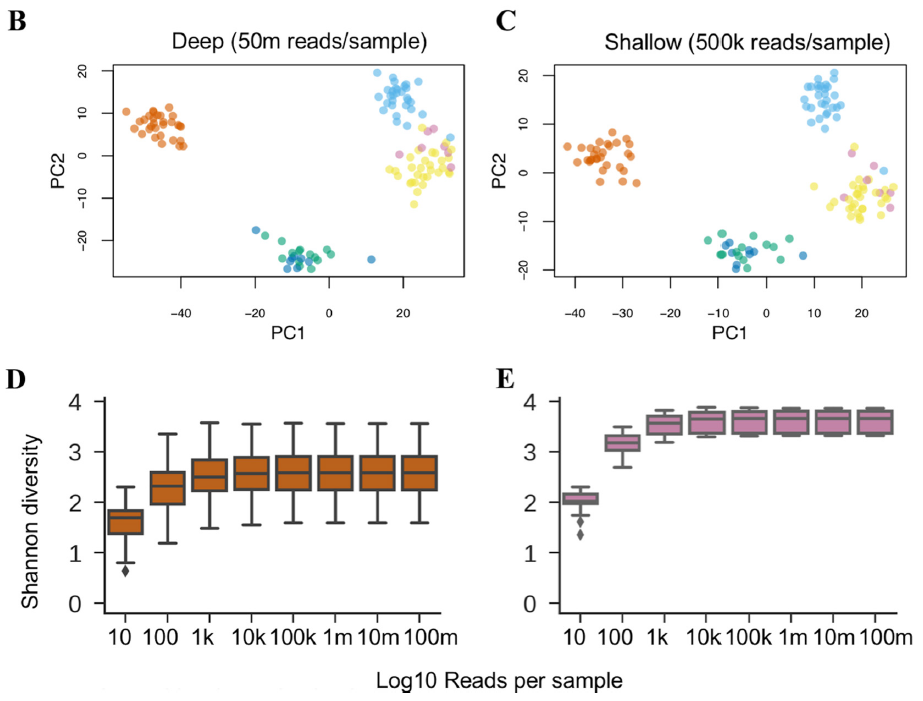 B
Deep (50m reads/sample)
PC2
20
10
0
−10
−20
−40
−20
0
20
PC1
C
Shallow (500k reads/sample)
PC2
20
10
0
−10
−20
−40
−30
−20
−10
0
10
20
PC1
D
Shannon diversity
4
3
2
1
0
10 100 1k 10k 100k 1m 10m 100m
E
4
3
2
1
0
10 100 1k 10k 100k 1m 10m 100m
Log10 Reads per sample